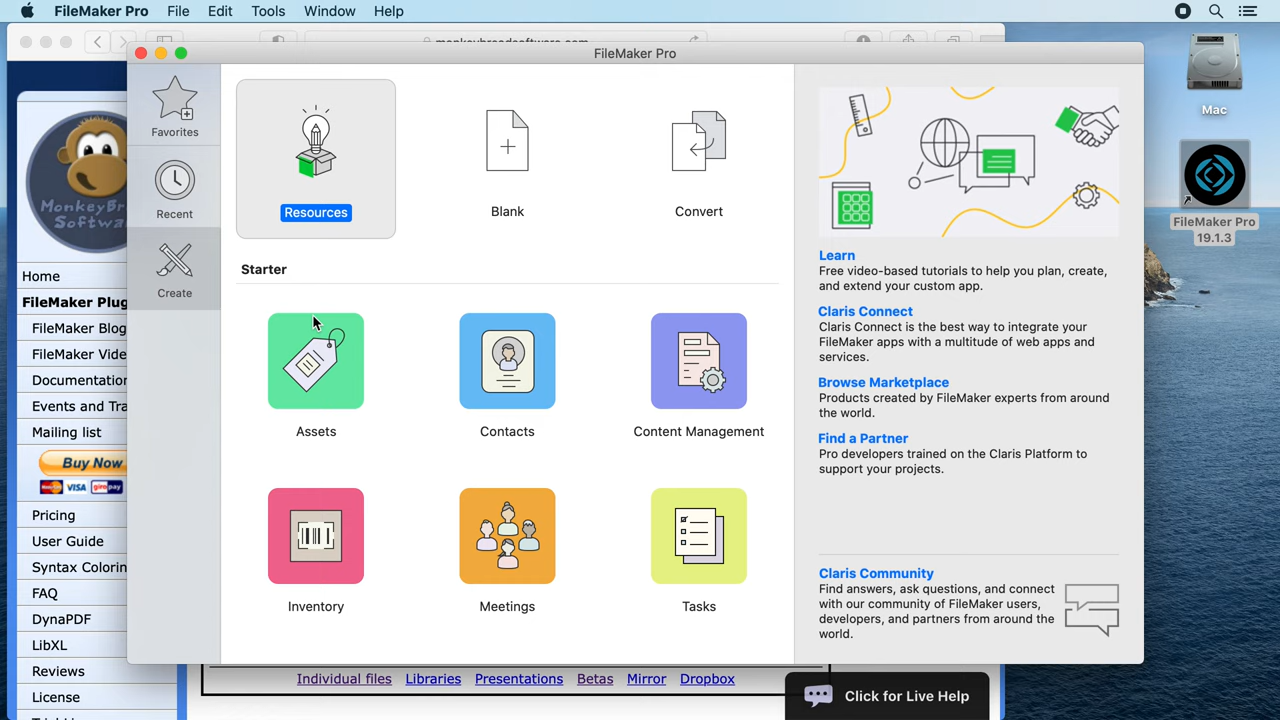 FileMaker Pro File Edit Tools Window Help
FileMaker Pro
Favorites
Recent
Create
Resources
Blank
Convert
Starter
Assets
Contacts
Content Management
Inventory
Meetings
Tasks
Learn
Free video-based tutorials to help you plan, create,
and extend your custom app.
Claris Connect
Claris Connect is the best way to integrate your
FileMaker apps with a multitude of web apps and
services.
Browse Marketplace
Products created by FileMaker experts from around
the world.
Find a Partner
Pro developers trained on the Claris Platform to
support your projects.
Claris Community
Find answers, ask questions, and connect
with our community of FileMaker users,
developers, and partners from around the
world.
Mac
FileMaker Pro
19.1.3
MonkeyBr
Softwa
Home
FileMaker Plug
FileMaker Blog
FileMaker Vide
Documentation
Events and Tra
Mailing list
Buy Now
VISA
Pricing
User Guide
Syntax Colorin
FAQ
DynaPDF
LibXL
Reviews
License
Individual files Libraries Presentations Betas Mirror Dropbox
Click for Live Help